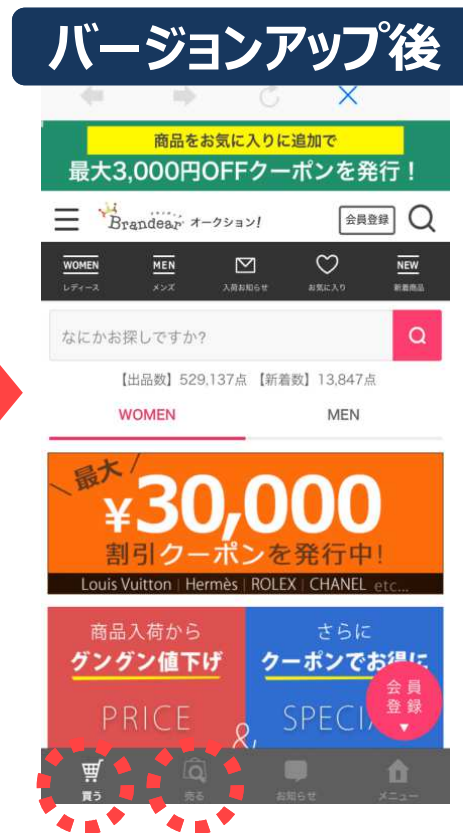 バージョンアップ後
商品をお気に入りに追加で
最大3,000円OFFクーポンを発行！
Brandear オークション!
会員登録
WOMEN MEN NEW
レディース メンズ 入荷お知らせ お気に入り 新着商品
なにかお探しですか?
【出品数】529,137点 【新着数】13,847点
WOMEN MEN
最大
¥30,000
割引クーポンを発行中!
Louis Vuitton | Hermès | ROLEX | CHANEL etc...
商品入荷から
グングン値下げ
PRICE
&
さらに
クーポンでお得に
SPECIA
会員
登録
買う 売る お知らせ メニュー